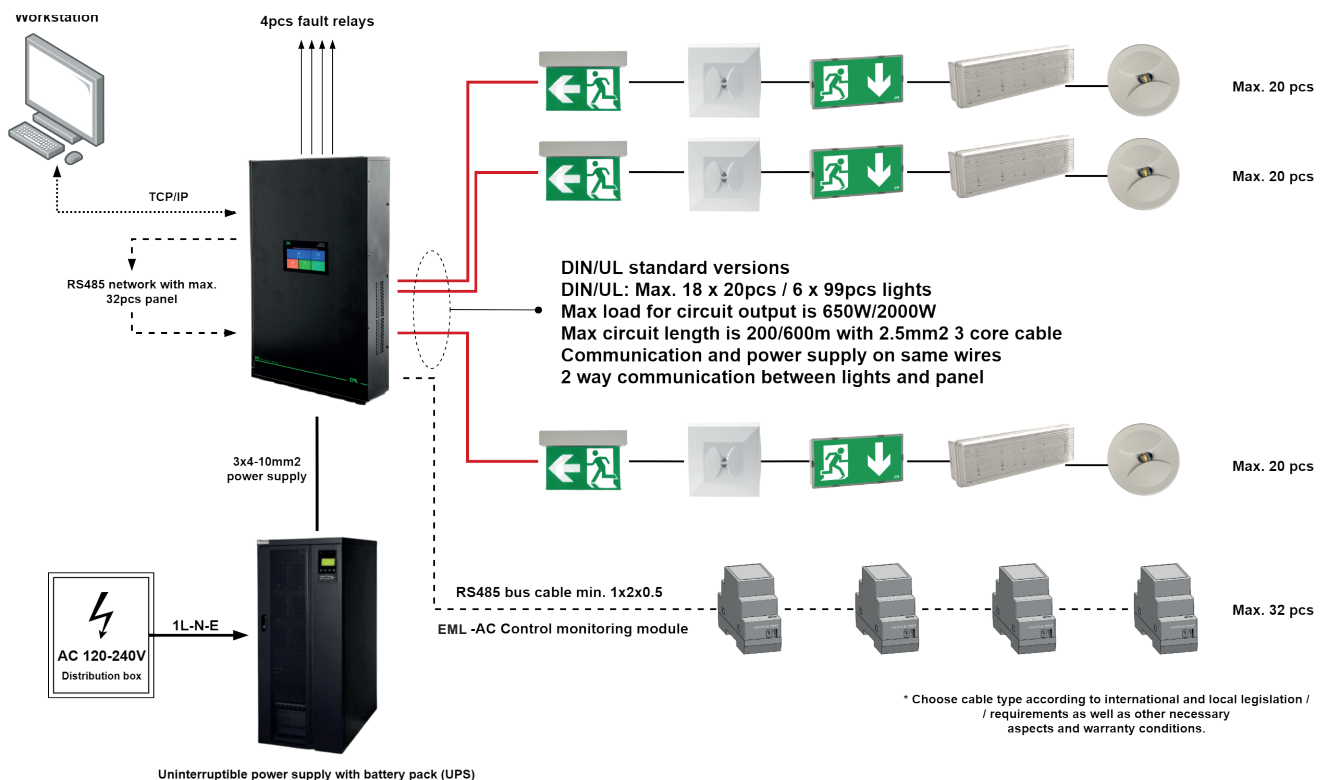 Workstation
4pcs fault relays
Max. 20 pcs
TCP/IP
Max. 20 pcs
RS485 network with max.
32pcs panel
DIN/UL standard versions
DIN/UL: Max. 18 x 20pcs / 6 x 99pcs lights
Max load for circuit output is 650W/2000W
Max circuit length is 200/600m with 2.5mm2 3 core cable
Communication and power supply on same wires
2 way communication between lights and panel
EML
3x4-10mm2
power supply
Max. 20 pcs
RS485 bus cable min. 1x2x0.5
EML -AC Control monitoring module
Max. 32 pcs
1L-N-E
AC 120-240V
Distribution box
* Choose cable type according to international and local legislation /
/ requirements as well as other necessary
aspects and warranty conditions.
Uninterruptible power supply with battery pack (UPS)